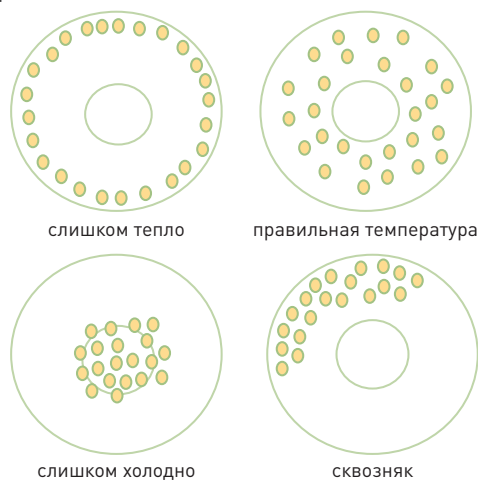 слишком тепло
правильная температура
слишком холодно
сквозняк